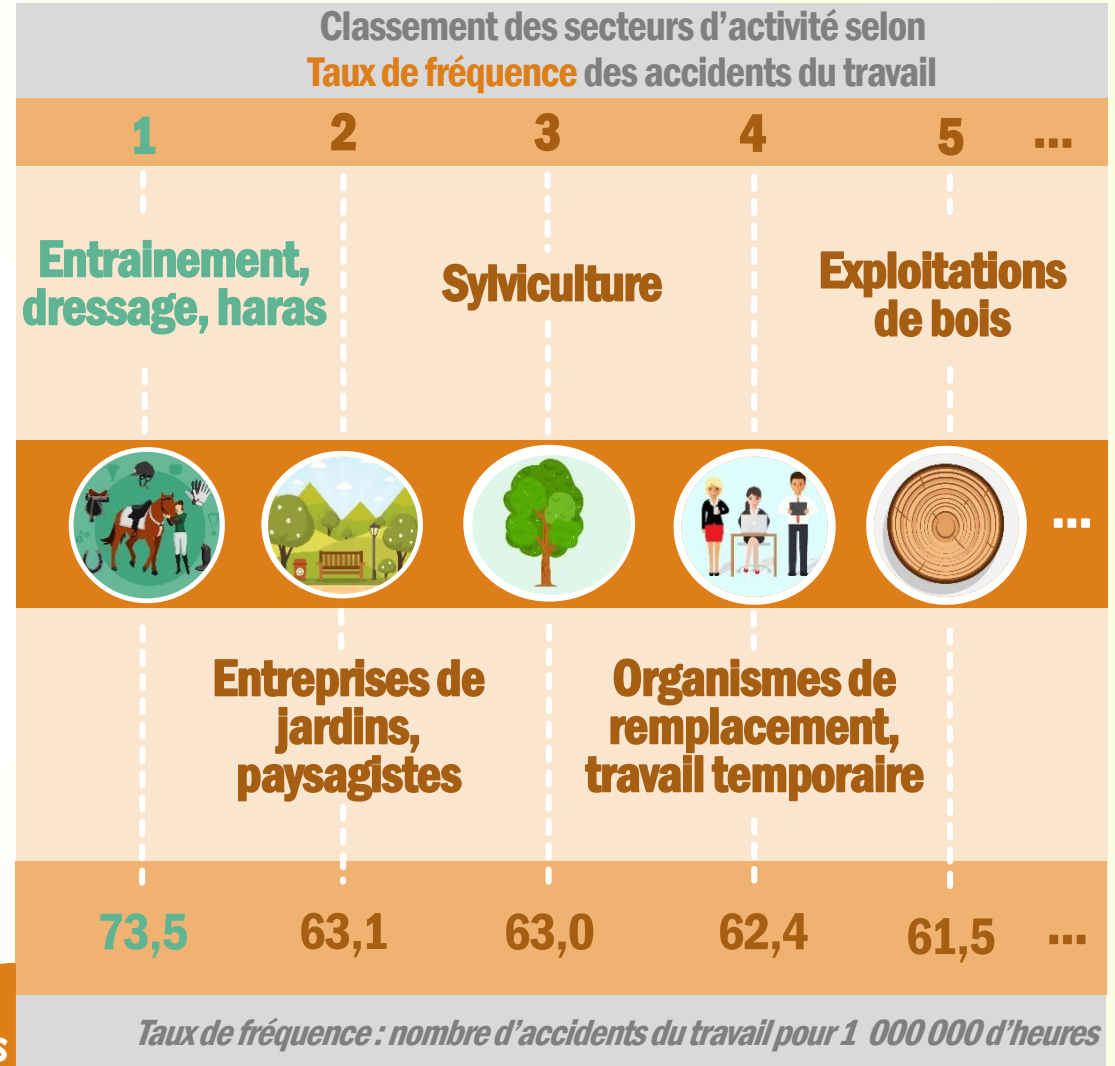 Classement des secteurs d'activité selon
Taux de fréquence des accidents du travail
1 2 3 4 5 ...
Entrainement,
dressage, haras
Sylviculture
Exploitations
de bois
...
Entreprises de
jardins,
paysagistes
Organismes de
remplacement,
travail temporaire
73,5 63,1 63,0 62,4 61,5 ...
Taux de fréquence : nombre d'accidents du travail pour 1 000 000 d'heures
s